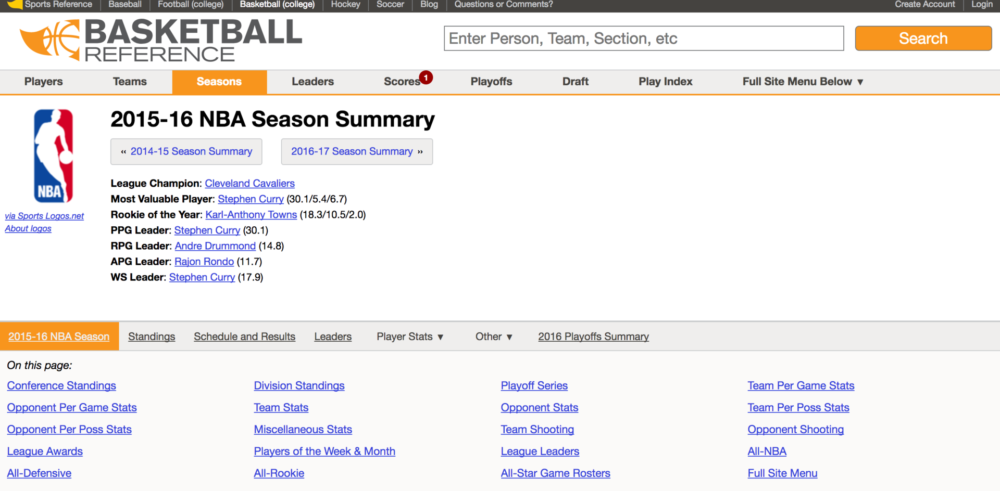 Sports Reference Baseball Football (college) Basketball (college) Hockey Soccer Blog Questions or Comments? Create Account Login
BASKETBALL
REFERENCE
Enter Person, Team, Section, etc
Search
Players Teams Seasons Leaders Scores 1 Playoffs Draft Play Index Full Site Menu Below ▼
NBA
via Sports Logos.net
About logos
2015-16 NBA Season Summary
« 2014-15 Season Summary 2016-17 Season Summary »
League Champion: Cleveland Cavaliers
Most Valuable Player: Stephen Curry (30.1/5.4/6.7)
Rookie of the Year: Karl-Anthony Towns (18.3/10.5/2.0)
PPG Leader: Stephen Curry (30.1)
RPG Leader: Andre Drummond (14.8)
APG Leader: Rajon Rondo (11.7)
WS Leader: Stephen Curry (17.9)
2015-16 NBA Season Standings Schedule and Results Leaders Player Stats ▼ Other ▼ 2016 Playoffs Summary
On this page:
Conference Standings Division Standings Playoff Series Team Per Game Stats
Opponent Per Game Stats Team Stats Opponent Stats Team Per Poss Stats
Opponent Per Poss Stats Miscellaneous Stats Team Shooting Opponent Shooting
League Awards Players of the Week & Month League Leaders All-NBA
All-Defensive All-Rookie All-Star Game Rosters Full Site Menu